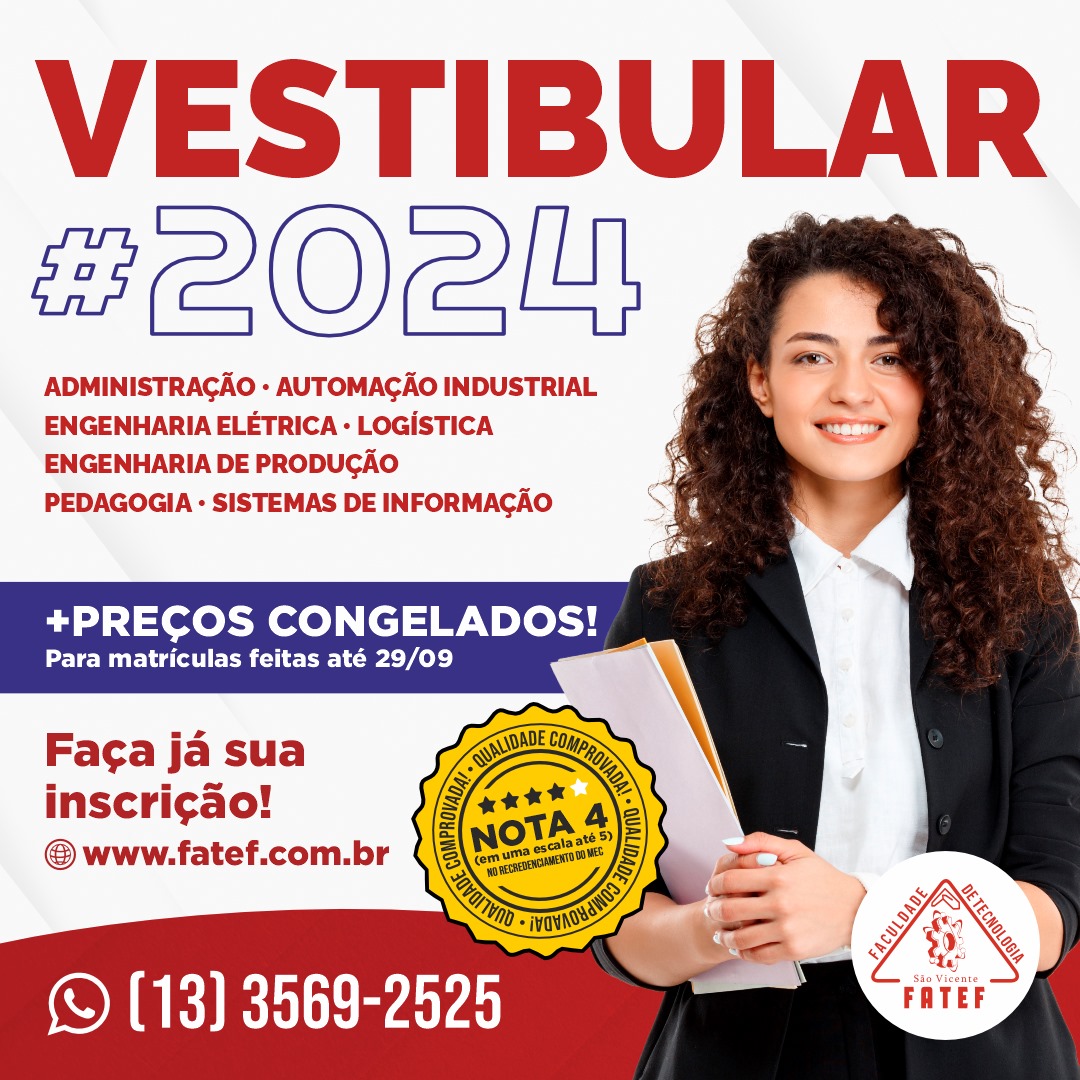 VESTIBULAR
#2024
ADMINISTRAÇÃO • AUTOMAÇÃO INDUSTRIAL
ENGENHARIA ELÉTRICA • LOGÍSTICA
ENGENHARIA DE PRODUÇÃO
PEDAGOGIA • SISTEMAS DE INFORMAÇÃO
+PREÇOS CONGELADOS!
Para matrículas feitas até 29/09
Faça já sua
inscrição!
www.fatef.com.br
QUALIDADE COMPROVADA! • QUALIDADE COMPROVADA! • QUALIDADE COMPROVADA! •
NOTA 4
(em uma escala até 5)
NO RECREDENCIAMENTO DO MEC
(13) 3569-2525
FACULDADE DE TECNOLOGIA
São Vicente
FATEF